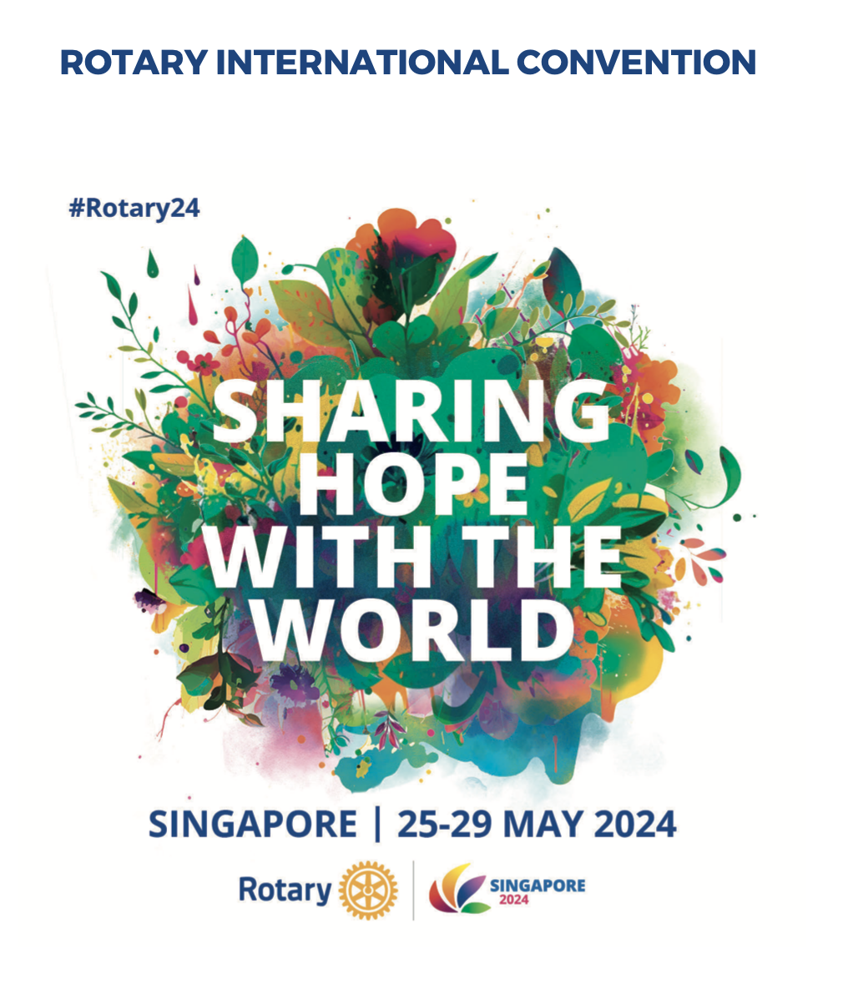 ROTARY INTERNATIONAL CONVENTION
#Rotary24
SHARING
HOPE
WITH THE
WORLD
SINGAPORE | 25-29 MAY 2024
Rotary
SINGAPORE
2024